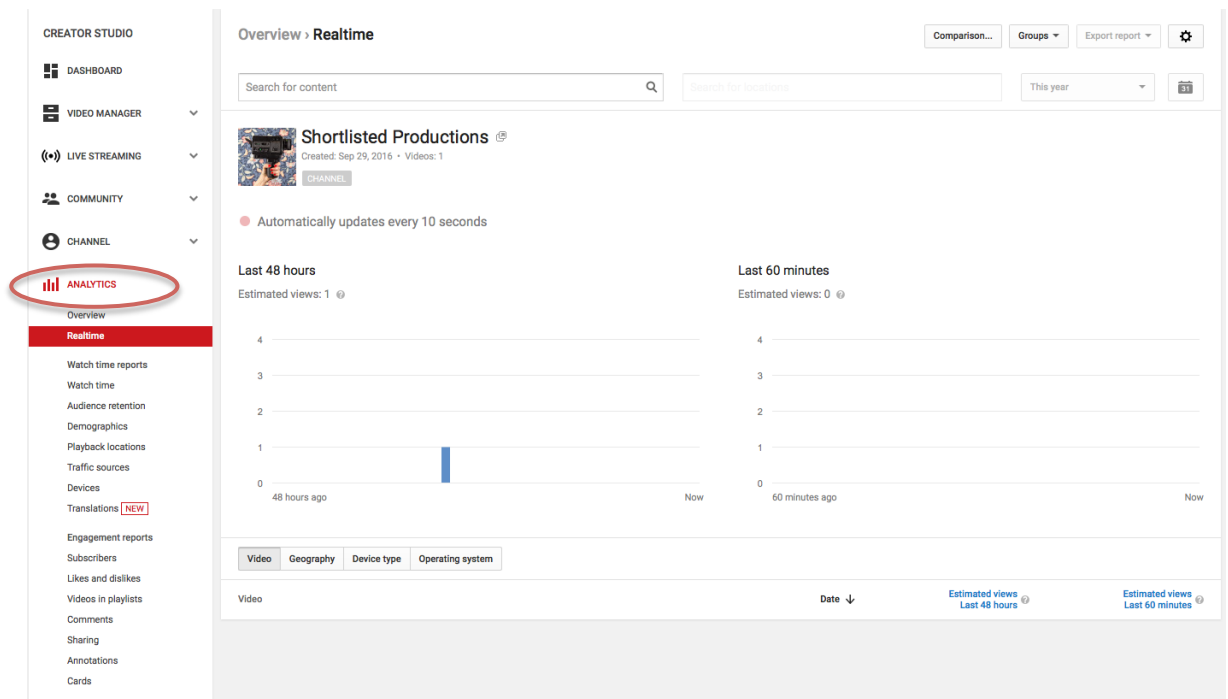 CREATOR STUDIO
DASHBOARD
VIDEO MANAGER
LIVE STREAMING
COMMUNITY
CHANNEL
ANALYTICS
Overview
Realtime
Watch time reports
Watch time
Audience retention
Demographics
Playback locations
Traffic sources
Devices
Translations NEW
Engagement reports
Subscribers
Likes and dislikes
Videos in playlists
Comments
Sharing
Annotations
Cards
Overview › Realtime
Comparison... Groups Export report
Search for content Search for locations This year 31
Shortlisted Productions
Created: Sep 29, 2016 • Videos: 1
CHANNEL
Automatically updates every 10 seconds
Last 48 hours
Estimated views: 1 ?
4
3
2
1
0
48 hours ago Now
Last 60 minutes
Estimated views: 0 ?
4
3
2
1
0
60 minutes ago Now
Video Geography Device type Operating system
Video Date ↓ Estimated views ? Estimated views ?
Last 48 hours Last 60 minutes